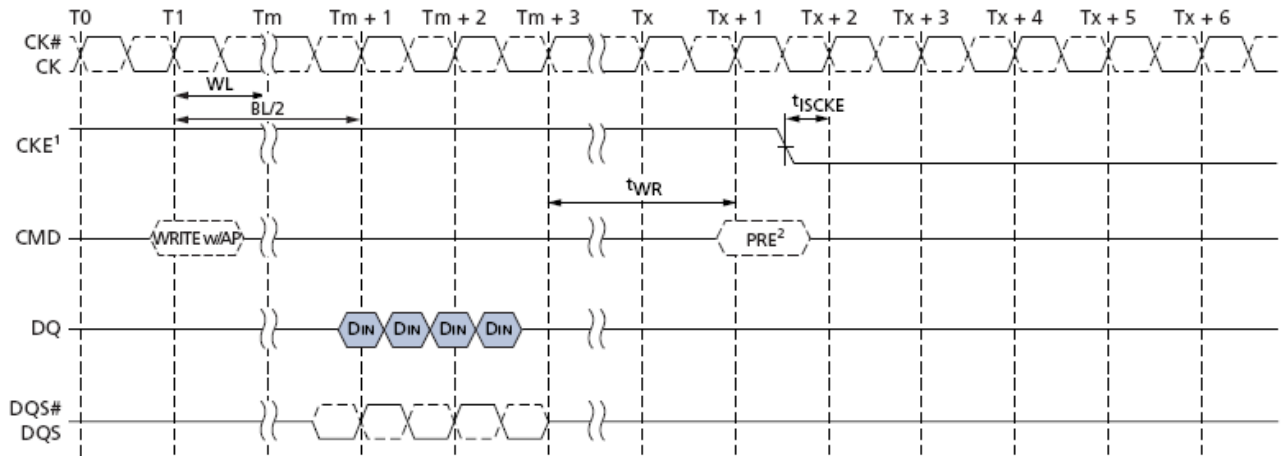 T0 T1 Tm Tm + 1 Tm + 2 Tm + 3 Tx Tx + 1 Tx + 2 Tx + 3 Tx + 4 Tx + 5 Tx + 6
CK#
CK
WL
BL/2
tISCKE
CKE1
tWR
CMD WRITE w/AP PRE2
DQ DIN DIN DIN DIN
DQS#
DQS